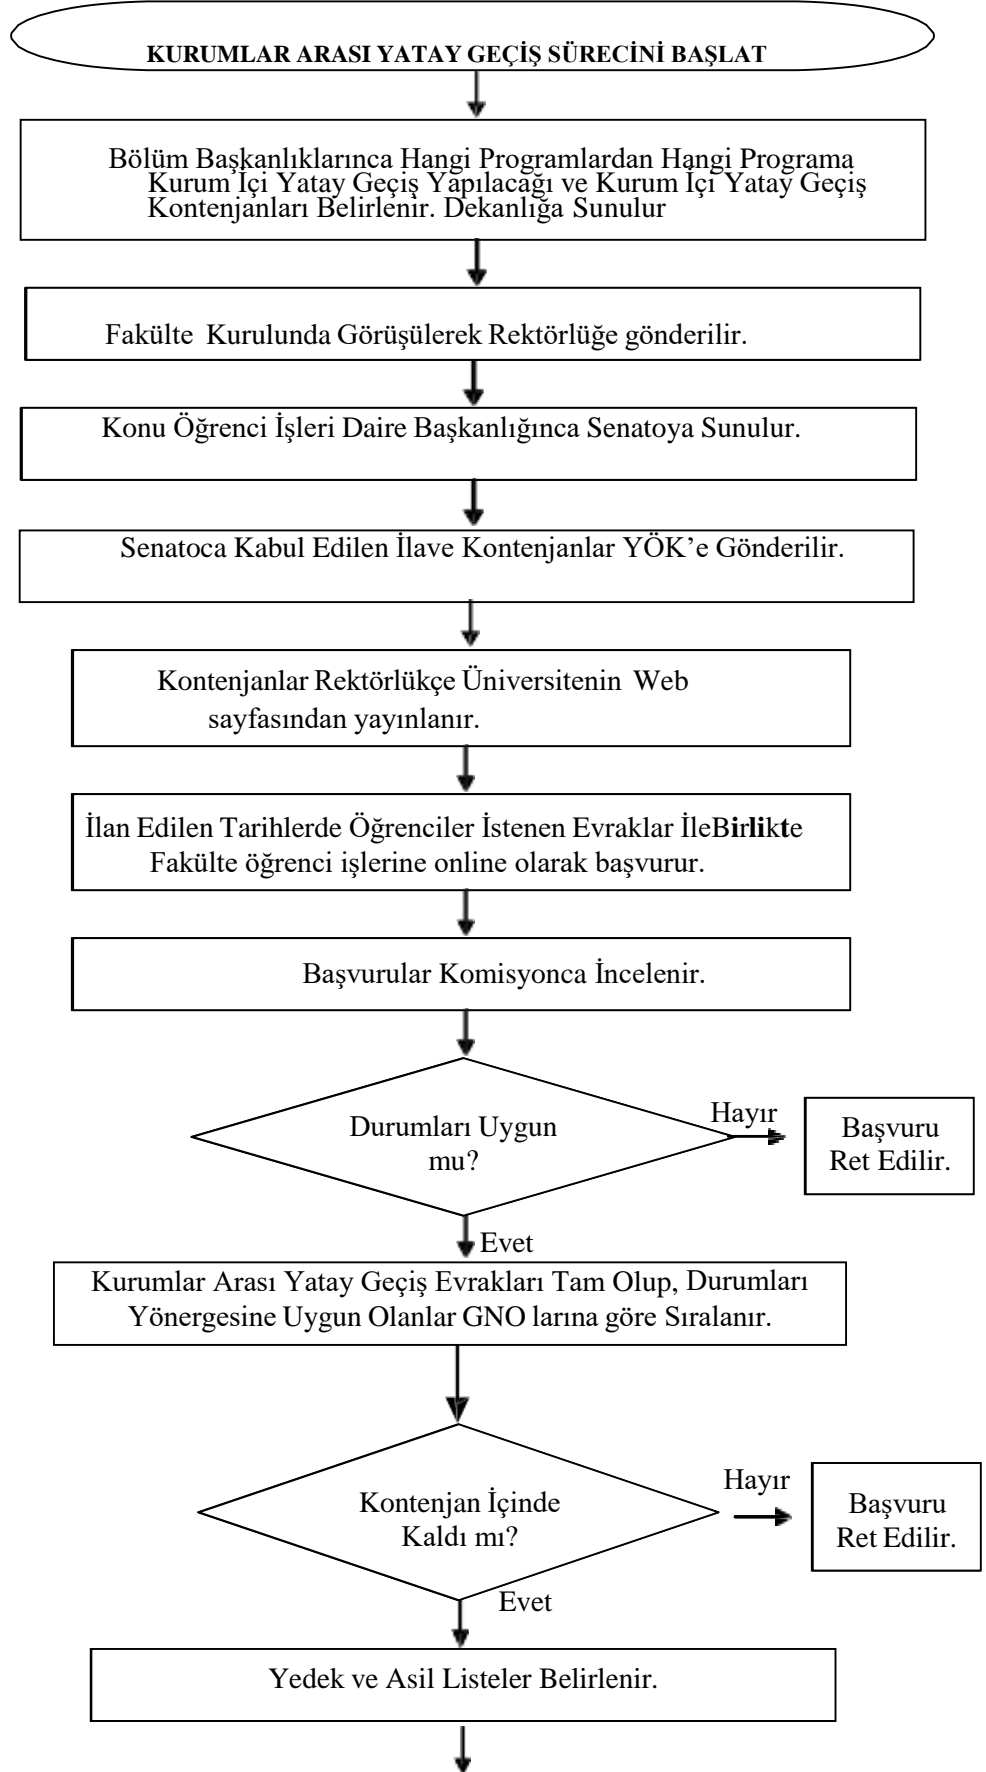 KURUMLAR ARASI YATAY GEÇİŞ SÜRECİNİ BAŞLAT
Bölüm Başkanlıklarınca Hangi Programlardan Hangi Programa
Kurum İçi Yatay Geçiş Yapılacağı ve Kurum İçi Yatay Geçiş
Kontenjanları Belirlenir. Dekanlığa Sunulur
Fakülte Kurulunda Görüşülerek Rektörlüğe gönderilir.
Konu Öğrenci İşleri Daire Başkanlığınca Senatoya Sunulur.
Senatoca Kabul Edilen İlave Kontenjanlar YÖK’e Gönderilir.
Kontenjanlar Rektörlükçe Üniversitenin Web
sayfasından yayınlanır.
İlan Edilen Tarihlerde Öğrenciler İstenen Evraklar İleBirlikte
Fakülte öğrenci işlerine online olarak başvurur.
Başvurular Komisyonca İncelenir.
Durumları Uygun
mu?
Hayır
Başvuru
Ret Edilir.
Evet
Kurumlar Arası Yatay Geçiş Evrakları Tam Olup, Durumları
Yönergesine Uygun Olanlar GNO larına göre Sıralanır.
Kontenjan İçinde
Kaldı mı?
Hayır
Başvuru
Ret Edilir.
Evet
Yedek ve Asil Listeler Belirlenir.